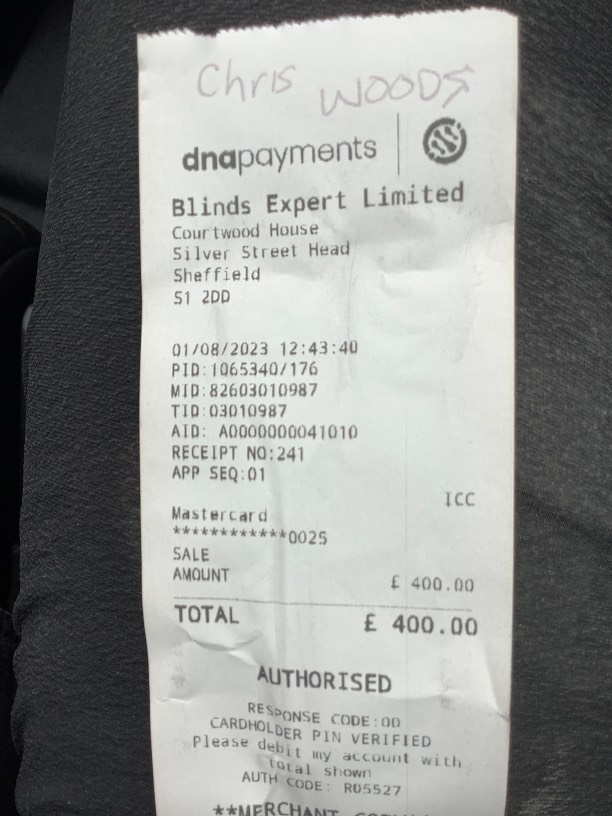 Chris WOODS
dnapayments
Blinds Expert Limited
Courtwood House
Silver Street Head
Sheffield
S1 2DD
01/08/2023 12:43:40
PID:1065340/176
MID:82603010987
TID:03010987
AID: A0000000041010
RECEIPT NO:241
APP SEQ:01
ICC
Mastercard
************0025
SALE
AMOUNT £ 400.00
TOTAL £ 400.00
AUTHORISED
RESPONSE CODE:00
CARDHOLDER PIN VERIFIED
Please debit my account with
total shown
AUTH CODE: R05527
**MERCHANT